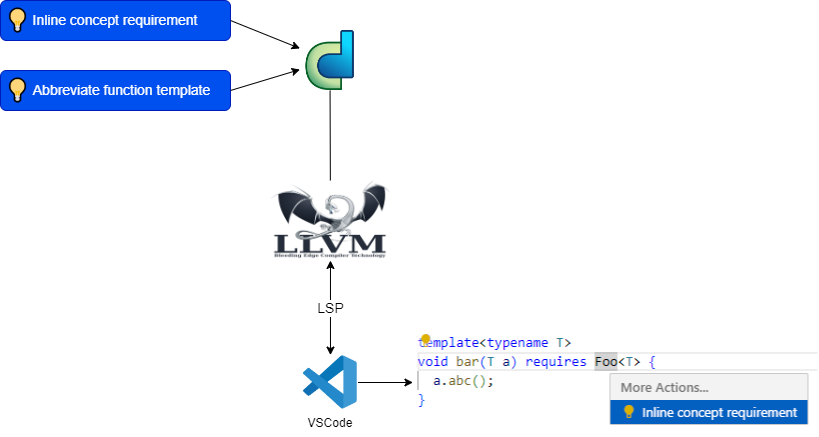 Inline concept requirement
Abbreviate function template
LLVM
Bleeding Edge Compiler Technology
LSP
VSCode
template<typename T>
void bar(T a) requires Foo<T> {
a.abc();
}
More Actions...
Inline concept requirement